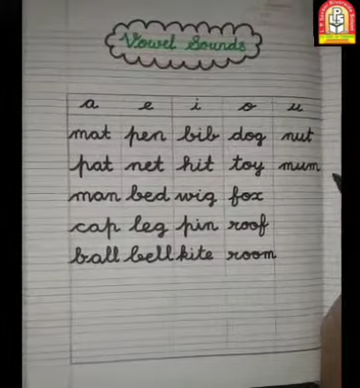 Vowel Sounds
a e i o u
mat pen bib dog nut
pat net hit toy mum
man bed wig fox
cap leg pin roof
ball bell kite room